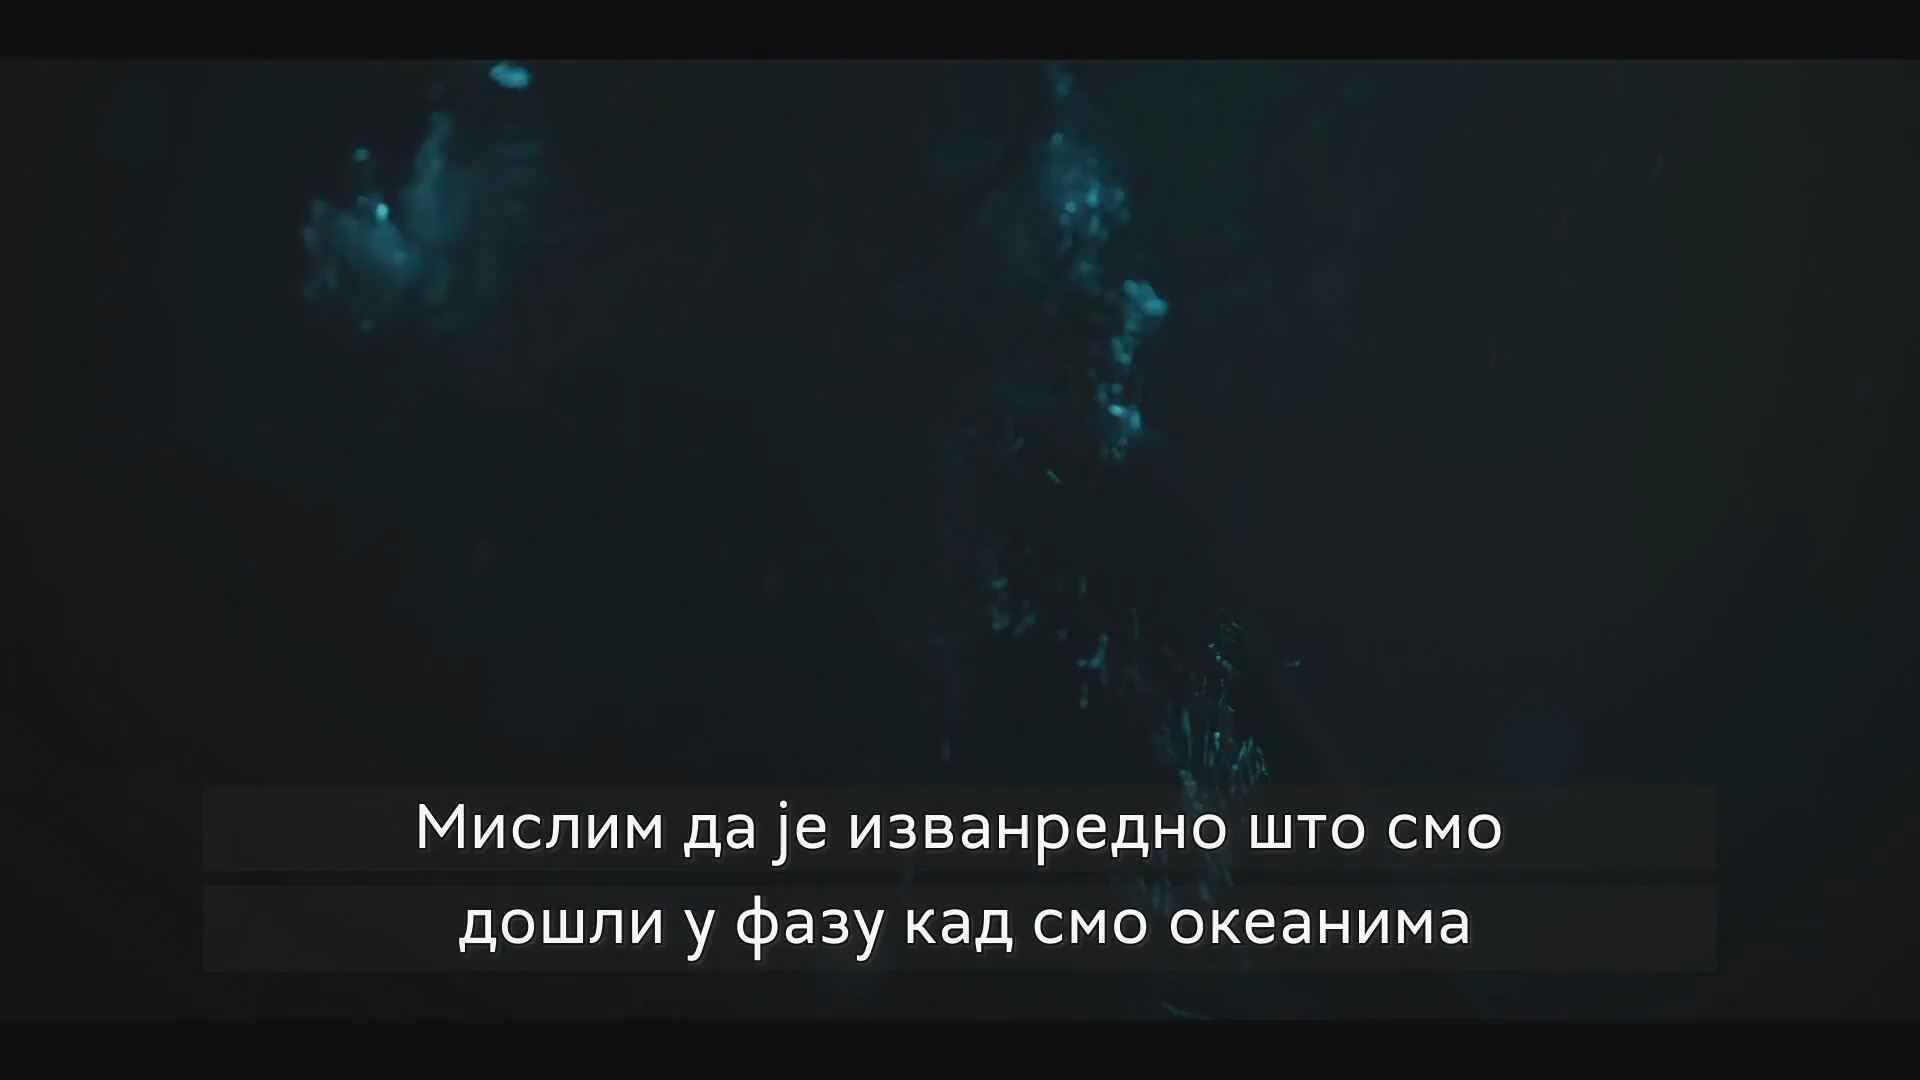 Мислим да је изванредно што смо
дошли у фазу кад смо океанима